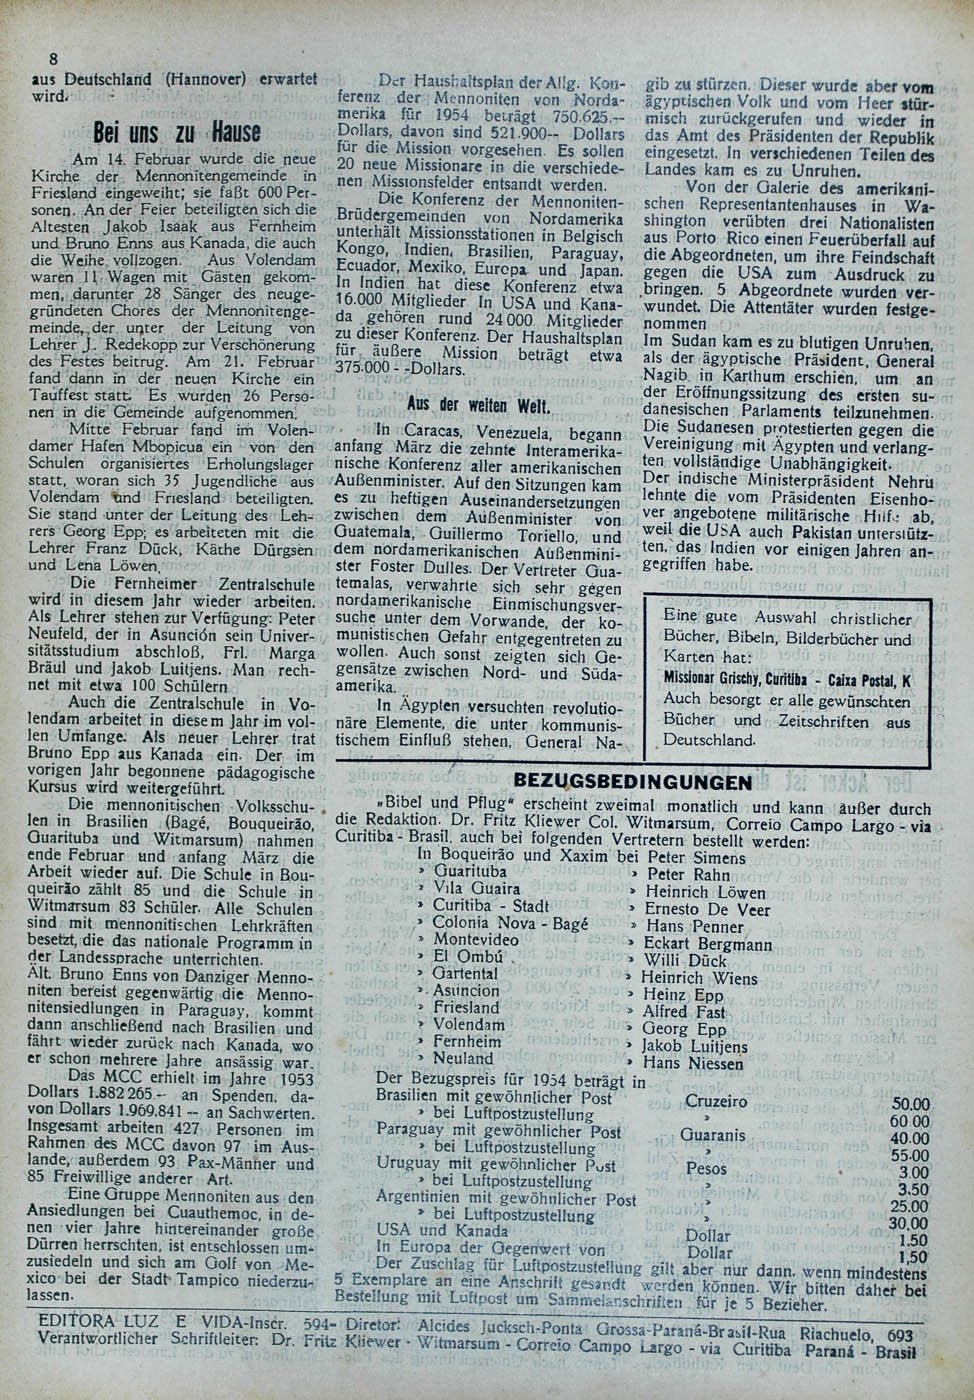 8
aus Deutschland (Hannover) erwartet
wird.
Bei uns zu Hause
Am 14. Februar wurde die neue
Kirche der Mennonitengemeinde in
Friesland eingeweiht; sie faßt 600 Per-
sonen. An der Feier beteiligten sich die
Ältesten Jakob Isaak aus Fernheim
und Bruno Enns aus Kanada, die auch
die Weihe vollzogen. Aus Volendam
waren 11 Wagen mit Gästen gekom-
men, darunter 28 Sänger des neuge-
gründeten Chores der Mennonitenge-
meinde, der unter der Leitung von
Lehrer J. Redekopp zur Verschönerung
des Festes beitrug. Am 21. Februar
fand dann in der neuen Kirche ein
Tauffest statt. Es wurden 26 Perso-
nen in die Gemeinde aufgenommen.
Mitte Februar fand im Volen-
damer Hafen Mbopicua ein von den
Schulen organisiertes Erholungslager
statt, woran sich 35 Jugendliche aus
Volendam und Friesland beteiligten.
Sie stand unter der Leitung des Leh-
rers Georg Epp; es arbeiteten mit die
Lehrer Franz Dück, Käthe Dürgsen
und Lena Löwen.
Die Fernheimer Zentralschule
wird in diesem Jahr wieder arbeiten.
Als Lehrer stehen zur Verfügung: Peter
Neufeld, der in Asunción sein Univer-
sitätsstudium abschloß, Frl. Marga
Bräul und Jakob Luitjens. Man rech-
net mit etwa 100 Schülern
Auch die Zentralschule in Vo-
lendam arbeitet in diesem Jahr im vol-
len Umfange. Als neuer Lehrer trat
Bruno Epp aus Kanada ein. Der im
vorigen Jahr begonnene pädagogische
Kursus wird weitergeführt.
Die mennonitischen Volksschu-
len in Brasilien (Bagé, Bouqueirão,
Guarituba und Witmarsum) nahmen
ende Februar und anfang März die
Arbeit wieder auf. Die Schule in Bou-
queirão zählt 85 und die Schule in
Witmarsum 83 Schüler. Alle Schulen
sind mit mennonitischen Lehrkräften
besetzt, die das nationale Programm in
der Landessprache unterrichten.
Ält. Bruno Enns von Danziger Menno-
niten bereist gegenwärtig die Menno-
nitensiedlungen in Paraguay, kommt
dann anschließend nach Brasilien und
fährt wieder zurück nach Kanada, wo
er schon mehrere Jahre ansässig war.
Das MCC erhielt im Jahre 1953
Dollars 1.882 265.- an Spenden, da-
von Dollars 1.969.841 -- an Sachwerten.
Insgesamt arbeiten 427 Personen im
Rahmen des MCC davon 97 im Aus-
lande, außerdem 93 Pax-Männer und
85 Freiwillige anderer Art.
Eine Gruppe Mennoniten aus den
Ansiedlungen bei Cuauthemoc, in de-
nen vier Jahre hintereinander große
Dürren herrschten, ist entschlossen um-
zusiedeln und sich am Golf von Me-
xico bei der Stadt Tampico niederzu-
lassen.
Der Haushaltsplan der Allg. Kon-
ferenz der Mennoniten von Norda-
merika für 1954 beträgt 750.625.--
Dollars, davon sind 521.900-- Dollars
für die Mission vorgesehen. Es sollen
20 neue Missionare in die verschiede-
nen Missionsfelder entsandt werden.
Die Konferenz der Mennoniten-
Brüdergemeinden von Nordamerika
unterhält Missionsstationen in Belgisch
Kongo, Indien, Brasilien, Paraguay,
Ecuador, Mexiko, Europa und Japan.
In Indien hat diese Konferenz etwa
16.000 Mitglieder In USA und Kana-
da gehören rund 24 000 Mitglieder
zu dieser Konferenz. Der Haushaltsplan
für äußere Mission beträgt etwa
375.000 - -Dollars.
Aus der weiten Welt.
In Caracas, Venezuela, begann
anfang März die zehnte Interamerika-
nische Konferenz aller amerikanischen
Außenminister. Auf den Sitzungen kam
es zu heftigen Auseinandersetzungen
zwischen dem Außenminister von
Guatemala, Guillermo Toriello, und
dem nordamerikanischen Außenmini-
ster Foster Dulles. Der Vertreter Gua-
temalas, verwahrte sich sehr gegen
nordamerikanische Einmischungsver-
suche unter dem Vorwande, der ko-
munistischen Gefahr entgegentreten zu
wollen. Auch sonst zeigten sich Ge-
gensätze zwischen Nord- und Süda-
amerika.
In Ägypten versuchten revolutio-
näre Elemente, die unter kommunis-
tischem Einfluß stehen, General Na-
gib zu stürzen. Dieser wurde aber vom
ägyptischen Volk und vom Heer stür-
misch zurückgerufen und wieder in
das Amt des Präsidenten der Republik
eingesetzt. In verschiedenen Teilen des
Landes kam es zu Unruhen.
Von der Galerie des amerikani-
schen Representantenhauses in Wa-
shington verübten drei Nationalisten
aus Porto Rico einen Feuerüberfall auf
die Abgeordneten, um ihre Feindschaft
gegen die USA zum Ausdruck zu
bringen. 5 Abgeordnete wurden ver-
wundet. Die Attentäter wurden festge-
nommen
Im Sudan kam es zu blutigen Unruhen,
als der ägyptische Präsident, General
Nagib in Karthum erschien, um an
der Eröffnungssitzung des ersten su-
danesischen Parlaments teilzunehmen.
Die Sudanesen protestierten gegen die
Vereinigung mit Ägypten und verlang-
ten vollständige Unabhängigkeit.
Der indische Ministerpräsident Nehru
lehnte die vom Präsidenten Eisenho-
ver angebotene militärische Hilfe ab,
weil die USA auch Pakistan unterstütz-
ten, das Indien vor einigen Jahren an-
gegriffen habe.
Eine gute Auswahl christlicher
Bücher, Bibeln, Bilderbücher und
Karten hat:
Missionar Grischy, Curitiba - Caixa Postal, K
Auch besorgt er alle gewünschten
Bücher und Zeitschriften aus
Deutschland.
BEZUGSBEDINGUNGEN
„Bibel und Pflug“ erscheint zweimal monatlich und kann außer durch
die Redaktion. Dr. Fritz Kliewer Col. Witmarsum, Correio Campo Largo - via
Curitiba - Brasil, auch bei folgenden Vertretern bestellt werden:
In Boqueirão und Xaxim bei Peter Simens
» Guarituba » Peter Rahn
» Vila Guaira » Heinrich Löwen
» Curitiba - Stadt » Ernesto De Veer
» Colonia Nova - Bagé » Hans Penner
» Montevideo » Eckart Bergmann
» El Ombú » Willi Dück
» Gartental » Heinrich Wiens
» Asuncion » Heinz Epp
» Friesland » Alfred Fast
» Volendam » Georg Epp
» Fernheim » Jakob Luitjens
» Neuland » Hans Niessen
Der Bezugspreis für 1954 beträgt in
Brasilien mit gewöhnlicher Post Cruzeiro 50.00
» bei Luftpostzustellung » 60 00
Paraguay mit gewöhnlicher Post Guaranis 40.00
» bei Luftpostzustellung » 55.00
Uruguay mit gewöhnlicher Post Pesos 3.00
» bei Luftpostzustellung » 3.50
Argentinien mit gewöhnlicher Post » 25.00
» bei Luftpostzustellung » 30,00
USA und Kanada Dollar 1.50
In Europa der Gegenwert von Dollar 1,50
Der Zuschlag für Luftpostzustellung gilt aber nur dann, wenn mindestens
5 Exemplare an eine Anschrift gesandt werden können. Wir bitten daher bei
Bestellung mit Luftpost um Sammelanschriften für je 5 Bezieher.
EDITORA LUZ E VIDA-Inscr. 594- Diretor: Alcides Jucksch-Ponta Grossa-Paraná-Brasil-Rua Riachuelo, 693
Verantwortlicher Schriftleiter: Dr. Fritz Kliewer - Witmarsum - Correio Campo Largo - via Curitiba Paraná - Brasil